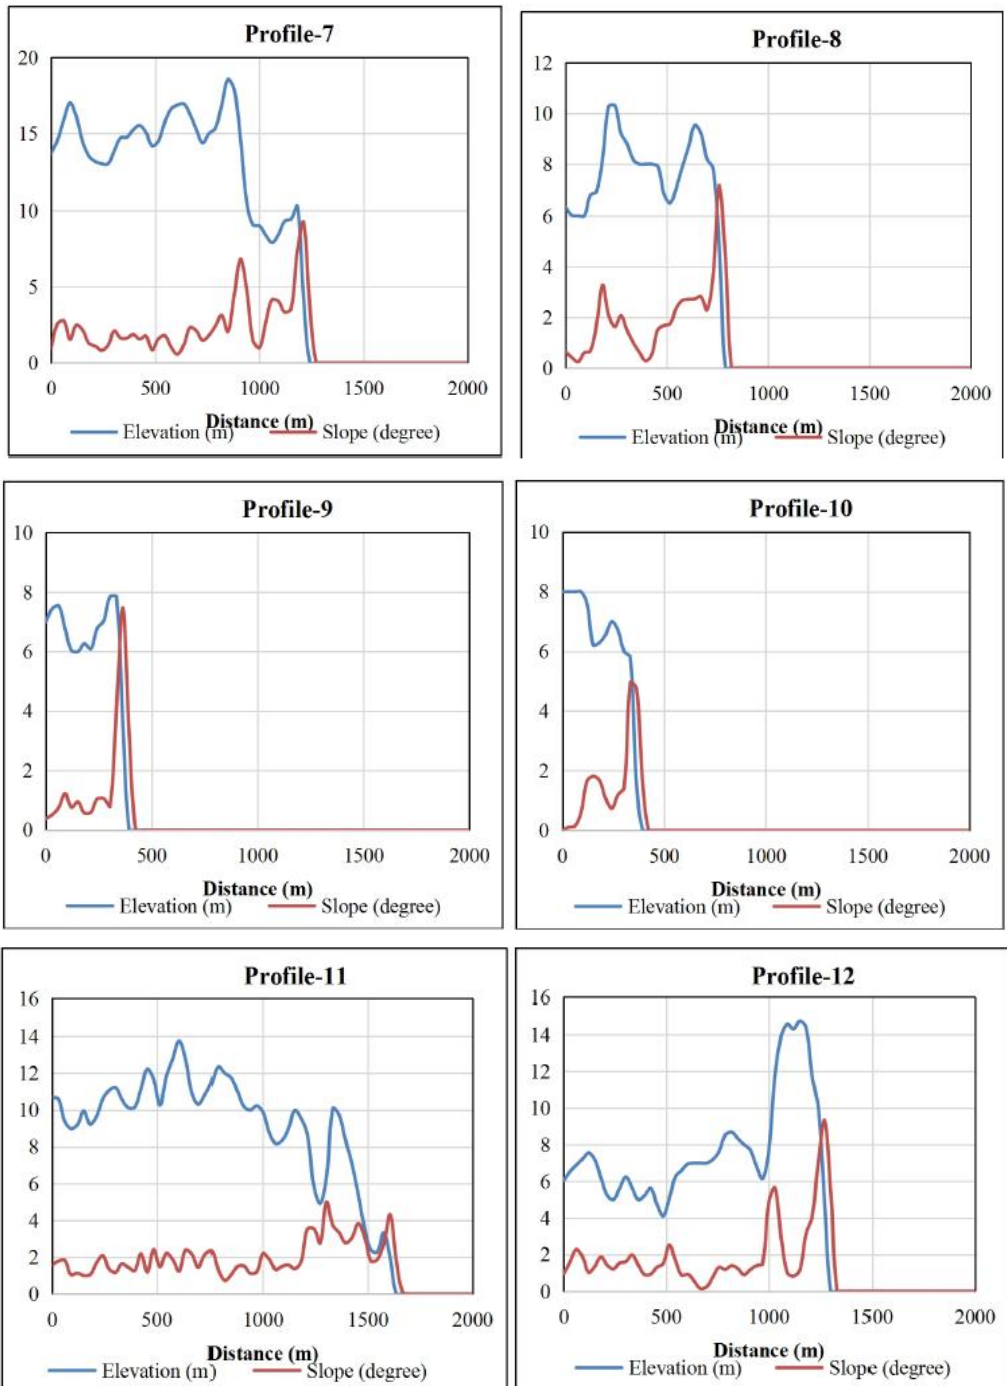 Profile-7
20
15
10
5
0
0 500 1000 1500 2000
Distance (m)
Elevation (m) Slope (degree)
Profile-8
12
10
8
6
4
2
0
0 500 1000 1500 2000
Distance (m)
Elevation (m) Slope (degree)
Profile-9
10
8
6
4
2
0
0 500 1000 1500 2000
Distance (m)
Elevation (m) Slope (degree)
Profile-10
10
8
6
4
2
0
0 500 1000 1500 2000
Distance (m)
Elevation (m) Slope (degree)
Profile-11
16
14
12
10
8
6
4
2
0
0 500 1000 1500 2000
Distance (m)
Elevation (m) Slope (degree)
Profile-12
16
14
12
10
8
6
4
2
0
0 500 1000 1500 2000
Distance (m)
Elevation (m) Slope (degree)